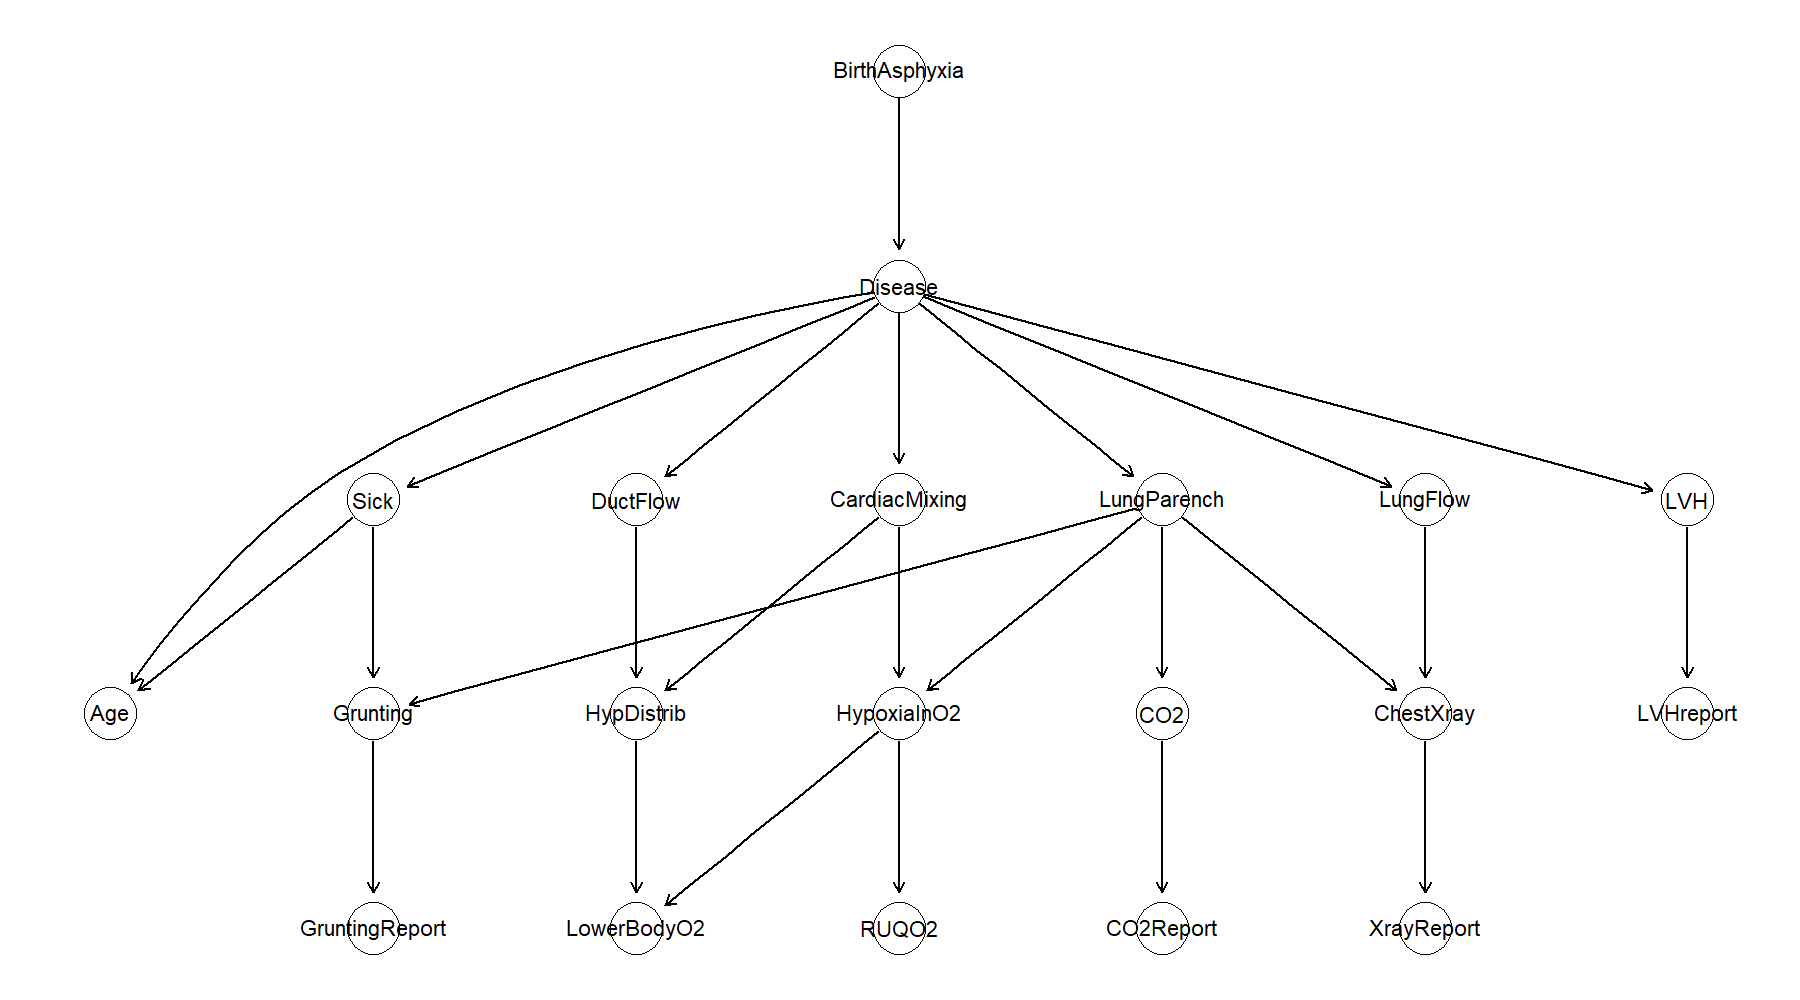 BirthAsphyxia
Disease
Sick
DuctFlow
CardiacMixing
LungParench
LungFlow
LVH
Age
Grunting
HypDistrib
HypoxiaInO2
CO2
ChestXray
LVHreport
GruntingReport
LowerBodyO2
RUQO2
CO2Report
XrayReport